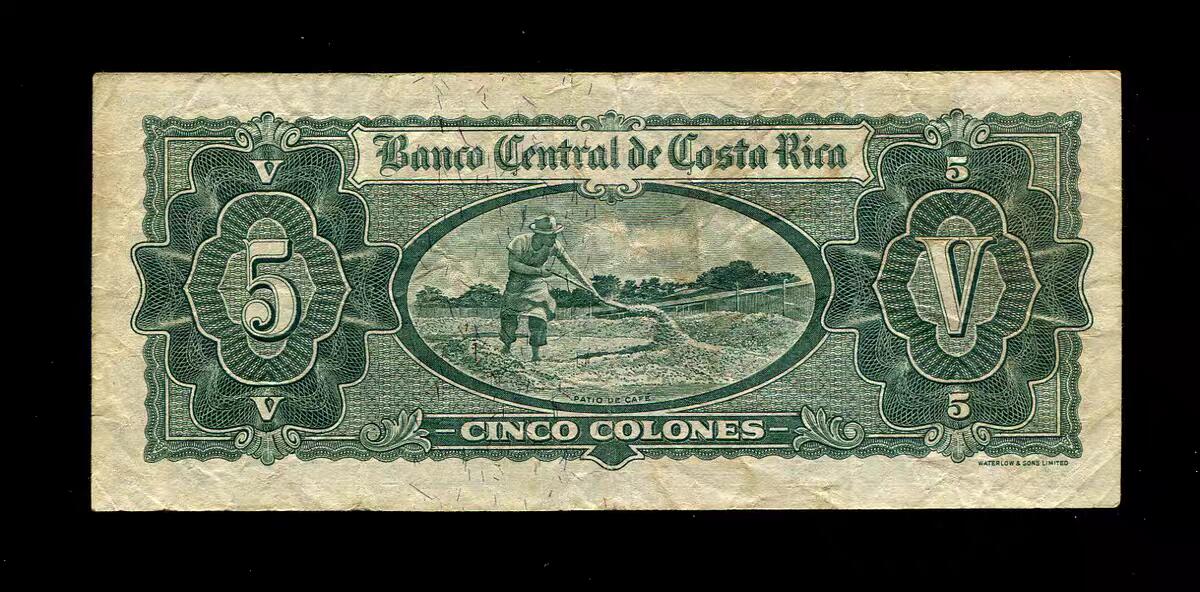 Banco Central de Costa Rica
V
5
5
V
V
5
PATIO DE CAFE
CINCO COLONES
WATERLOW & SONS LIMITED